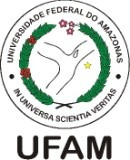 UNIVERSIDADE FEDERAL DO AMAZONAS
IN UNIVERSA SCIENTIA VERITAS
UFAM